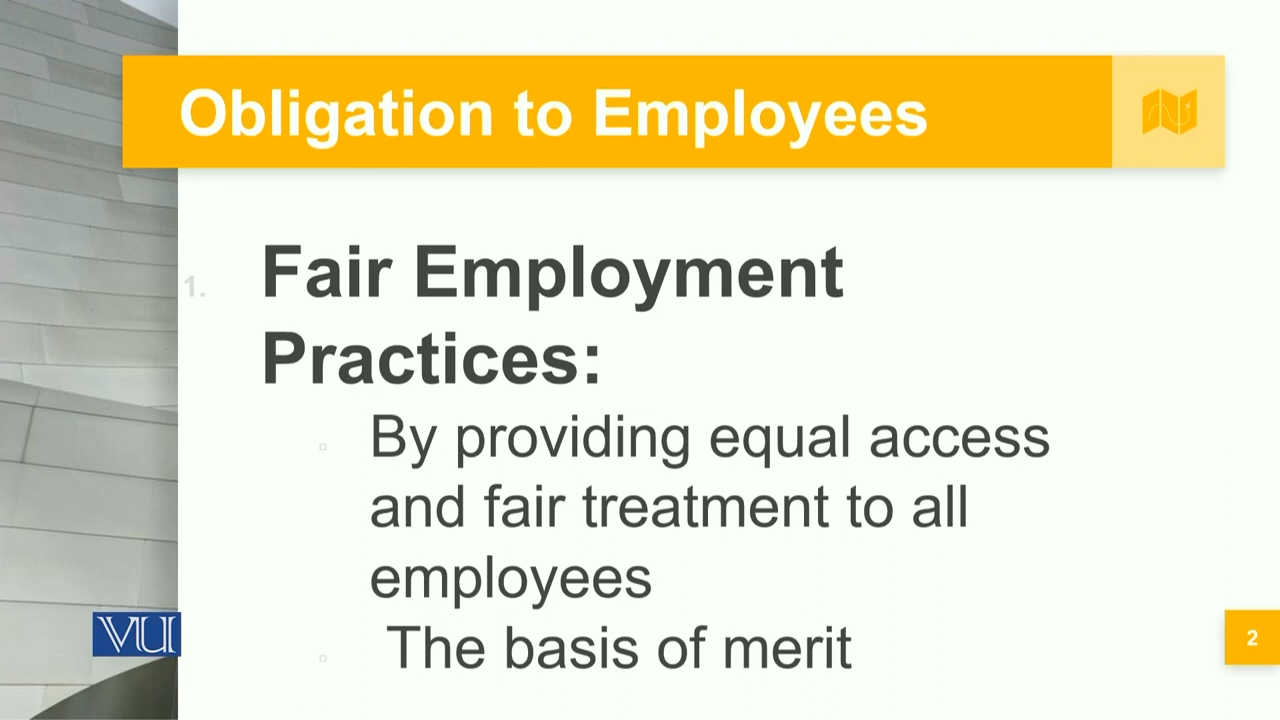 Obligation to Employees
1. Fair Employment
Practices:
By providing equal access
and fair treatment to all
employees
The basis of merit
VU
2